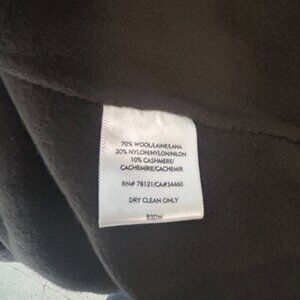 70% WOOL/LAINE/LANA
20% NYLON/NYLON/NILON
10% CASHMERE/
CACHEMIRE/CACHEMIR
RN# 78121/CA#34460
DRY CLEAN ONLY
B3DW